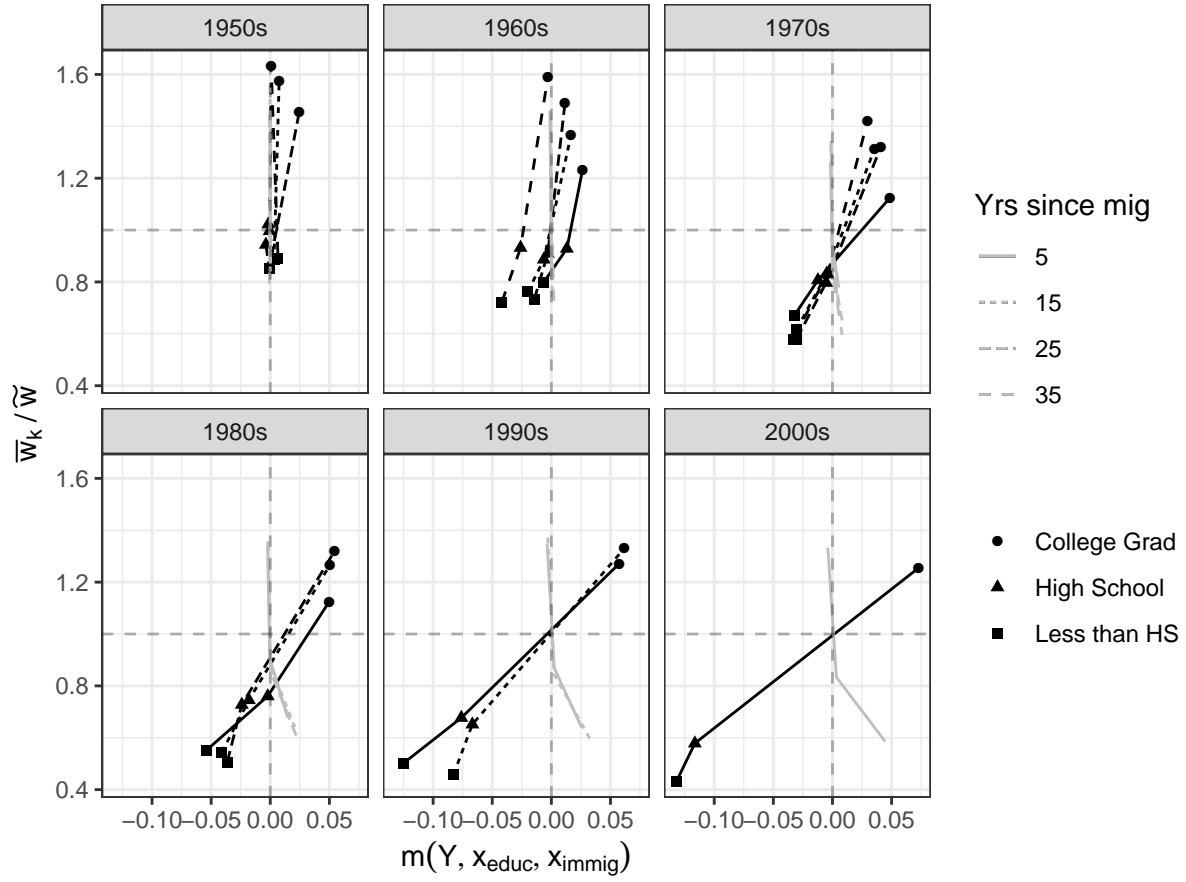 1950s 1960s 1970s
1.6
1.2
0.8
0.4
1980s 1990s 2000s
1.6
1.2
0.8
0.4
−0.10 −0.05 0.00 0.05 −0.10 −0.05 0.00 0.05 −0.10 −0.05 0.00 0.05
m(Y, x_educ, x_immig)
w̅_k / w̃
Yrs since mig
5
15
25
35
College Grad
High School
Less than HS